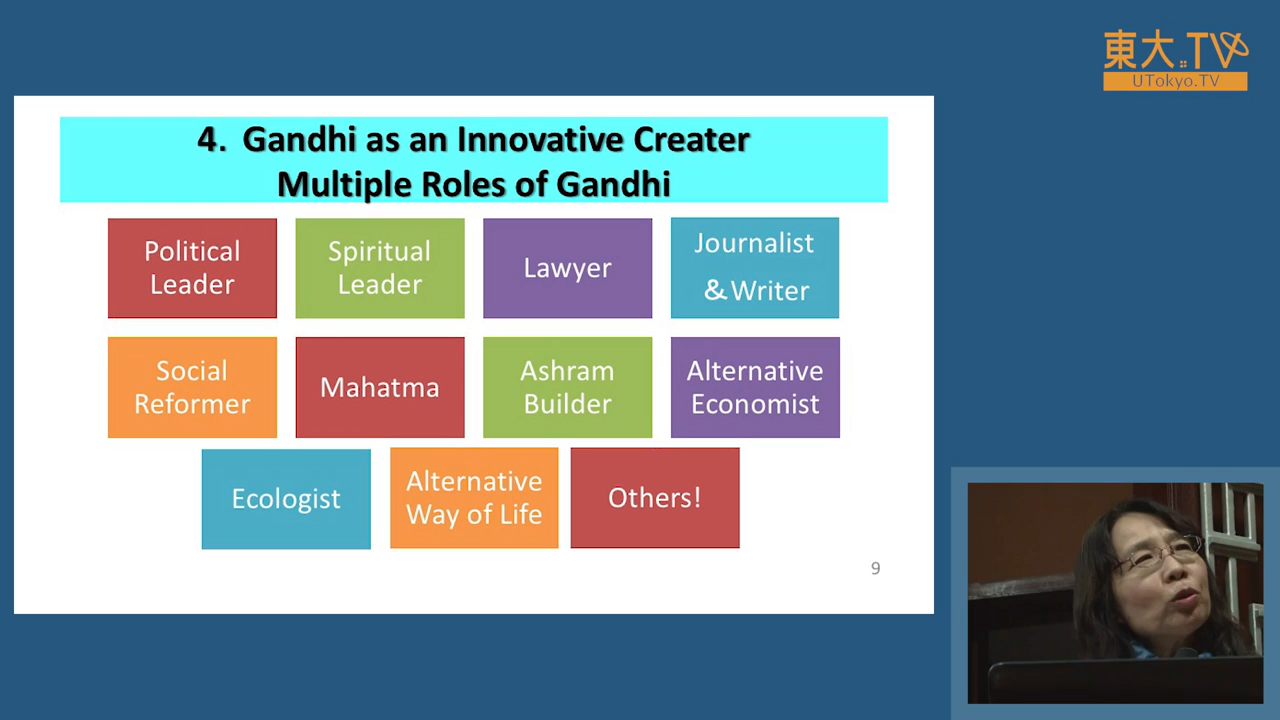 東大.TV
UTokyo.TV
4. Gandhi as an Innovative Creater
Multiple Roles of Gandhi
Political
Leader
Spiritual
Leader
Lawyer
Journalist
&Writer
Social
Reformer
Mahatma
Ashram
Builder
Alternative
Economist
Ecologist
Alternative
Way of Life
Others!
9